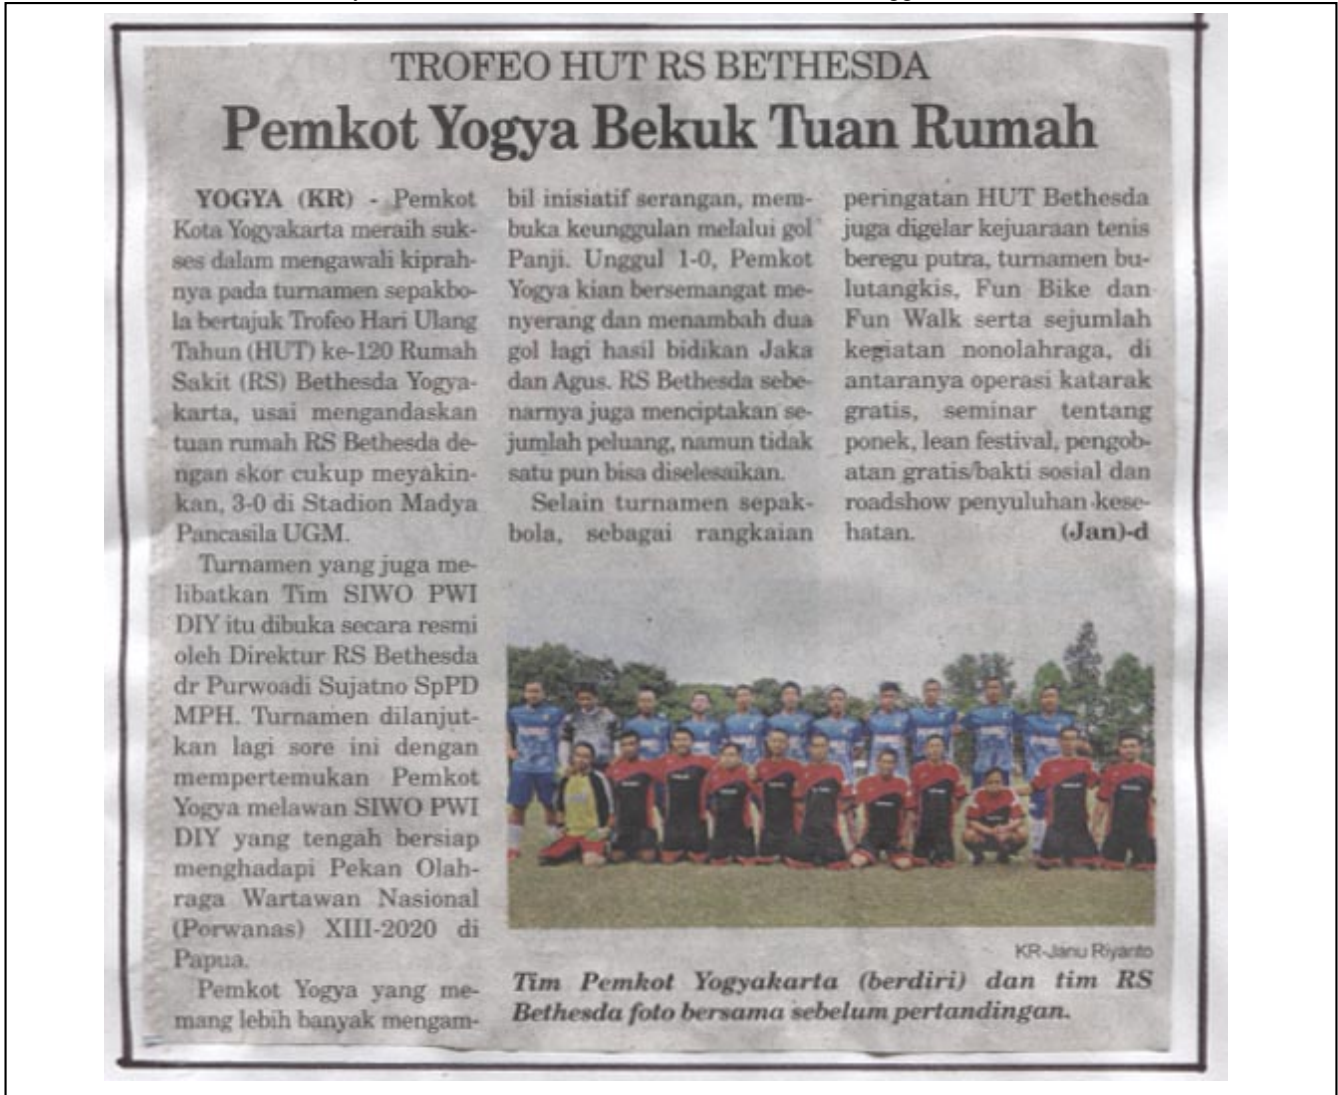 TROFEO HUT RS BETHESDA
Pemkot Yogya Bekuk Tuan Rumah
YOGYA (KR) - Pemkot
Kota Yogyakarta meraih suk-
ses dalam mengawali kiprah-
nya pada turnamen sepakbo-
la bertajuk Trofeo Hari Ulang
Tahun (HUT) ke-120 Rumah
Sakit (RS) Bethesda Yogya-
karta, usai mengandaskan
tuan rumah RS Bethesda de-
ngan skor cukup meyakin-
kan, 3-0 di Stadion Madya
Pancasila UGM.
Turnamen yang juga me-
libatkan Tim SIWO PWI
DIY itu dibuka secara resmi
oleh Direktur RS Bethesda
dr Purwoadi Sujatno SpPD
MPH. Turnamen dilanjut-
kan lagi sore ini dengan
mempertemukan Pemkot
Yogya melawan SIWO PWI
DIY yang tengah bersiap
menghadapi Pekan Olah-
raga Wartawan Nasional
(Porwanas) XIII-2020 di
Papua.
Pemkot Yogya yang me-
mang lebih banyak mengam-
bil inisiatif serangan, mem-
buka keunggulan melalui gol
Panji. Unggul 1-0, Pemkot
Yogya kian bersemangat me-
nyerang dan menambah dua
gol lagi hasil bidikan Jaka
dan Agus. RS Bethesda sebe-
narnya juga menciptakan se-
jumlah peluang, namun tidak
satu pun bisa diselesaikan.
Selain turnamen sepak-
bola, sebagai rangkaian
peringatan HUT Bethesda
juga digelar kejuaraan tenis
beregu putra, turnamen bu-
lutangkis, Fun Bike dan
Fun Walk serta sejumlah
kegiatan nonolahraga, di
antaranya operasi katarak
gratis, seminar tentang
ponek, lean festival, pengob-
atan gratis/bakti sosial dan
roadshow penyuluhan kese-
hatan. (Jan)-d
KR-Janu Riyanto
Tim Pemkot Yogyakarta (berdiri) dan tim RS
Bethesda foto bersama sebelum pertandingan.